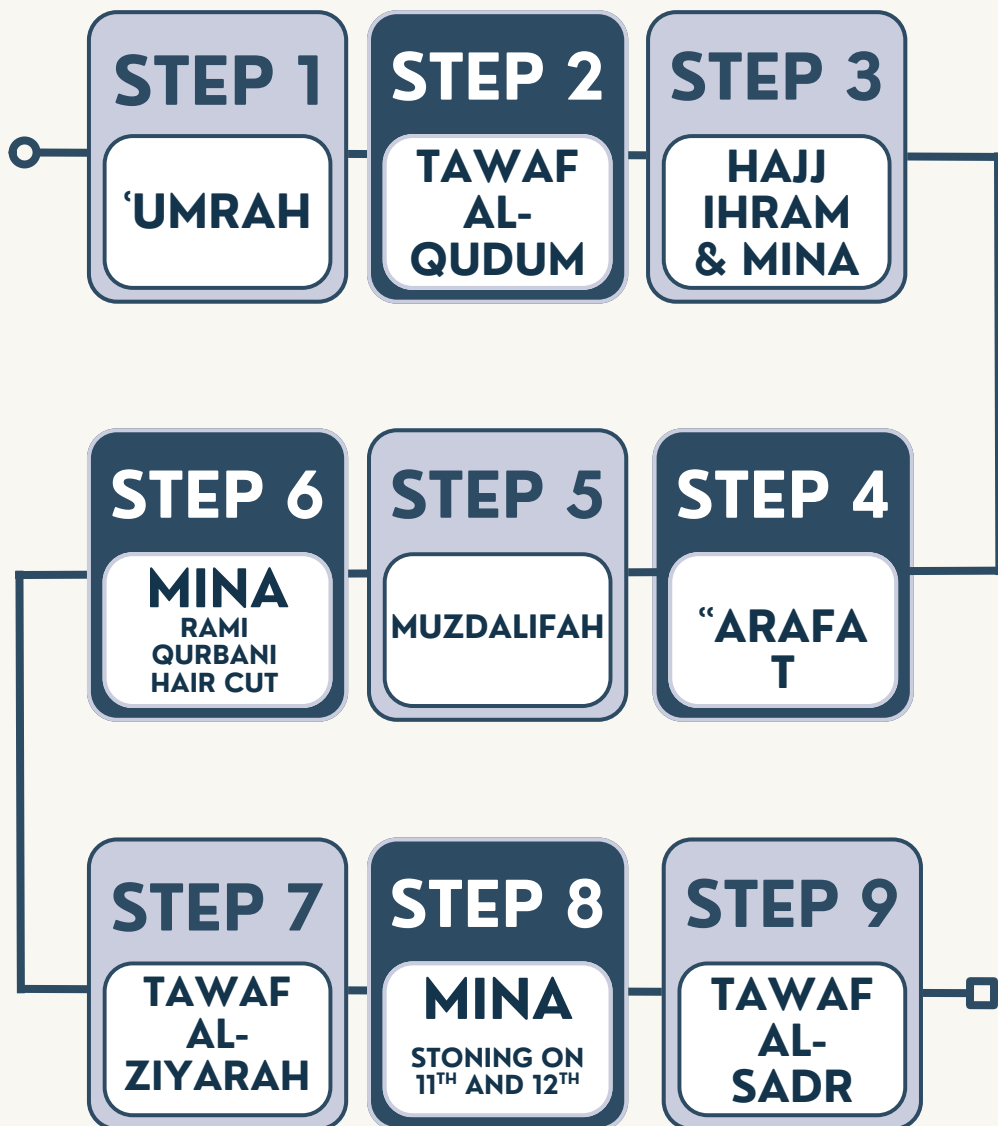 STEP 1
‘UMRAH
STEP 2
TAWAF
AL-
QUDUM
STEP 3
HAJJ
IHRAM
& MINA
STEP 4
“ARAFA
T
STEP 5
MUZDALIFAH
STEP 6
MINA
RAMI
QURBANI
HAIR CUT
STEP 7
TAWAF
AL-
ZIYARAH
STEP 8
MINA
STONING ON
11TH AND 12TH
STEP 9
TAWAF
AL-
SADR